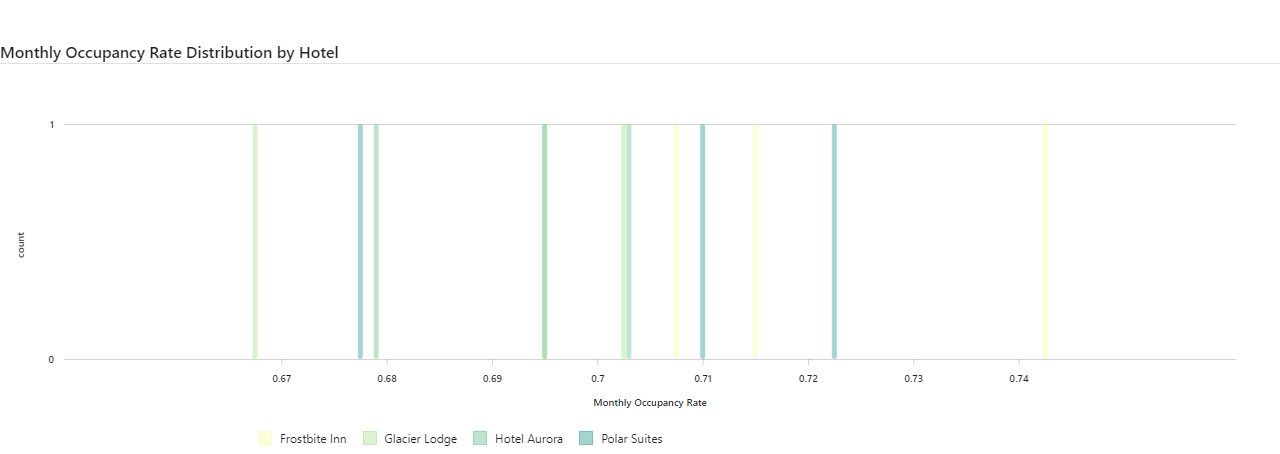 Monthly Occupancy Rate Distribution by Hotel
1
count
0
0.67 0.68 0.69 0.7 0.71 0.72 0.73 0.74
Monthly Occupancy Rate
Frostbite Inn Glacier Lodge Hotel Aurora Polar Suites